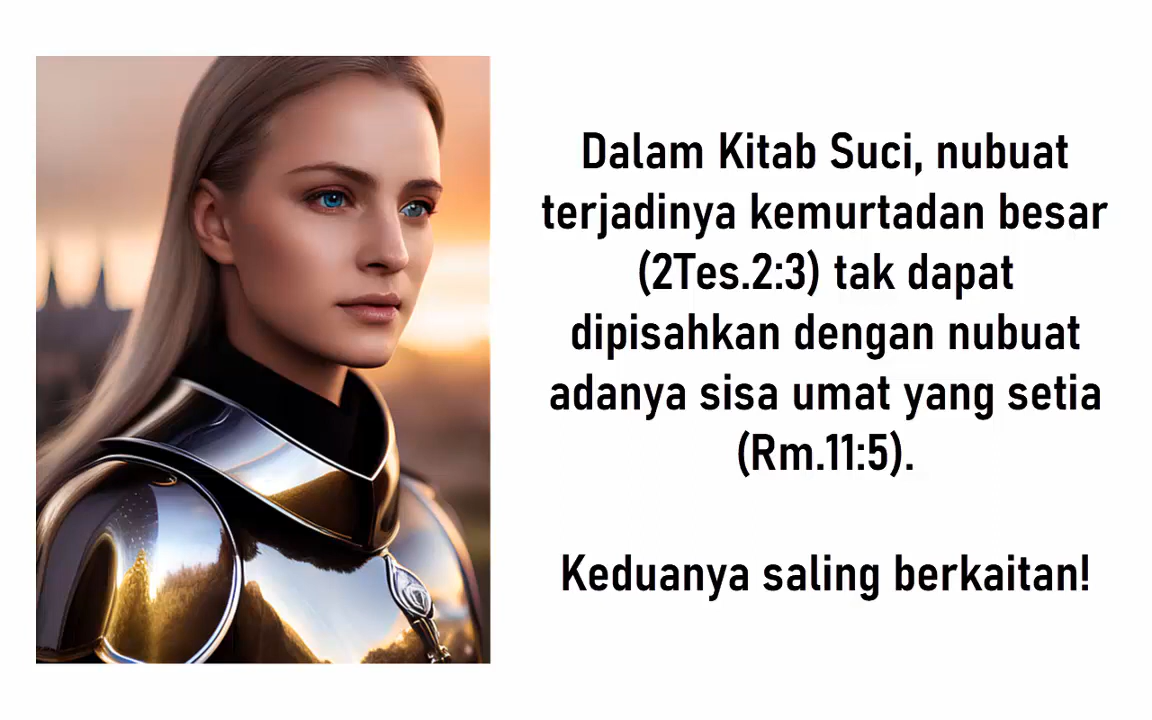 Dalam Kitab Suci, nubuat
terjadinya kemurtadan besar
(2Tes.2:3) tak dapat
dipisahkan dengan nubuat
adanya sisa umat yang setia
(Rm.11:5).
Keduanya saling berkaitan!